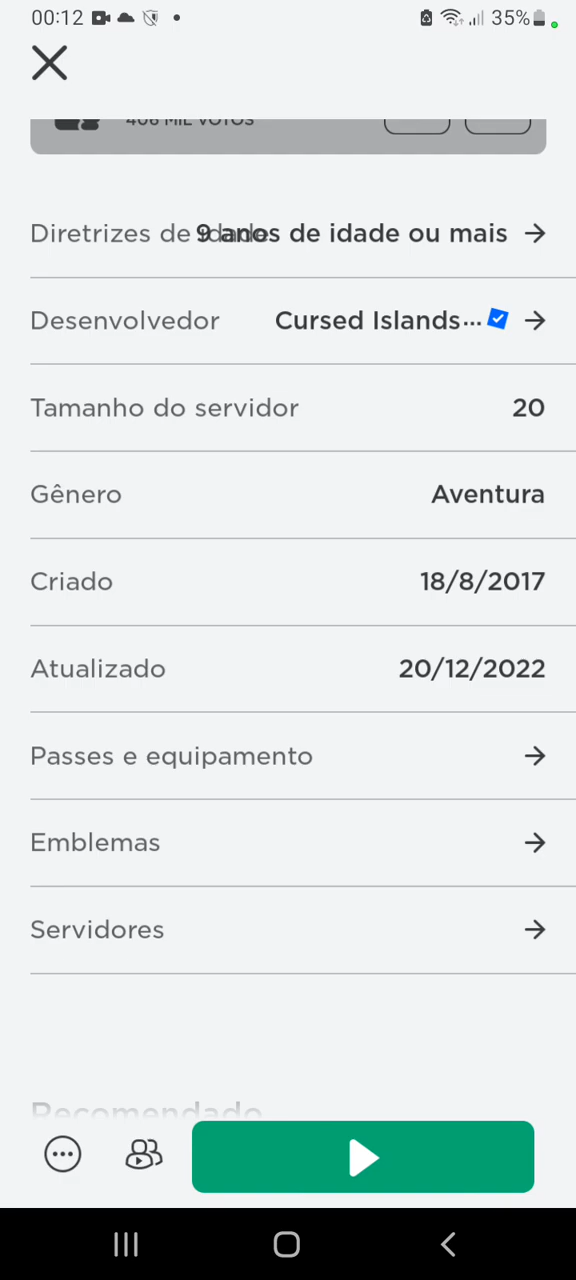 00:12
35%
406 MIL VOTOS
Diretrizes de idade 9 anos de idade ou mais
Desenvolvedor Cursed Islands...
Tamanho do servidor 20
Gênero Aventura
Criado 18/8/2017
Atualizado 20/12/2022
Passes e equipamento
Emblemas
Servidores
Recomendado